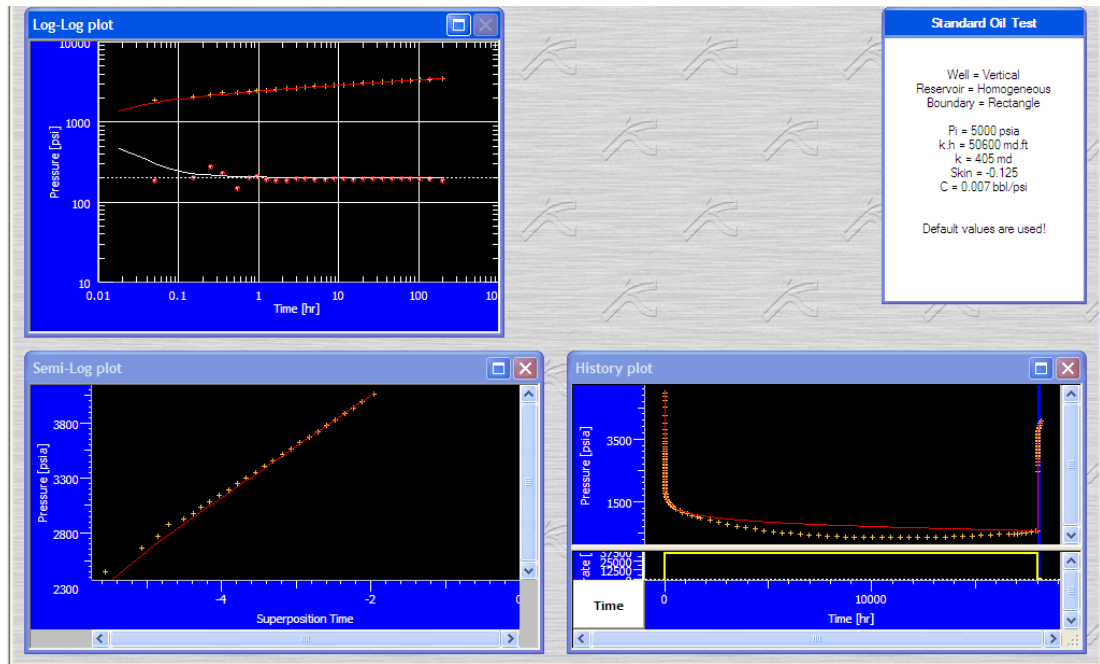 Log-Log plot
10000
1000
100
10
Pressure [psi]
0.01 0.1 1 10 100 10
Time [hr]
Standard Oil Test
Well = Vertical
Reservoir = Homogeneous
Boundary = Rectangle
Pi = 5000 psia
k.h = 50600 md.ft
k = 405 md
Skin = -0.125
C = 0.007 bbl/psi
Default values are used!
Semi-Log plot
3800
3300
2800
2300
Pressure [psia]
-4 -2 0
Superposition Time
History plot
3500
1500
Pressure [psia]
37500
25000
12500
rate [
Time
0 10000
Time [hr]